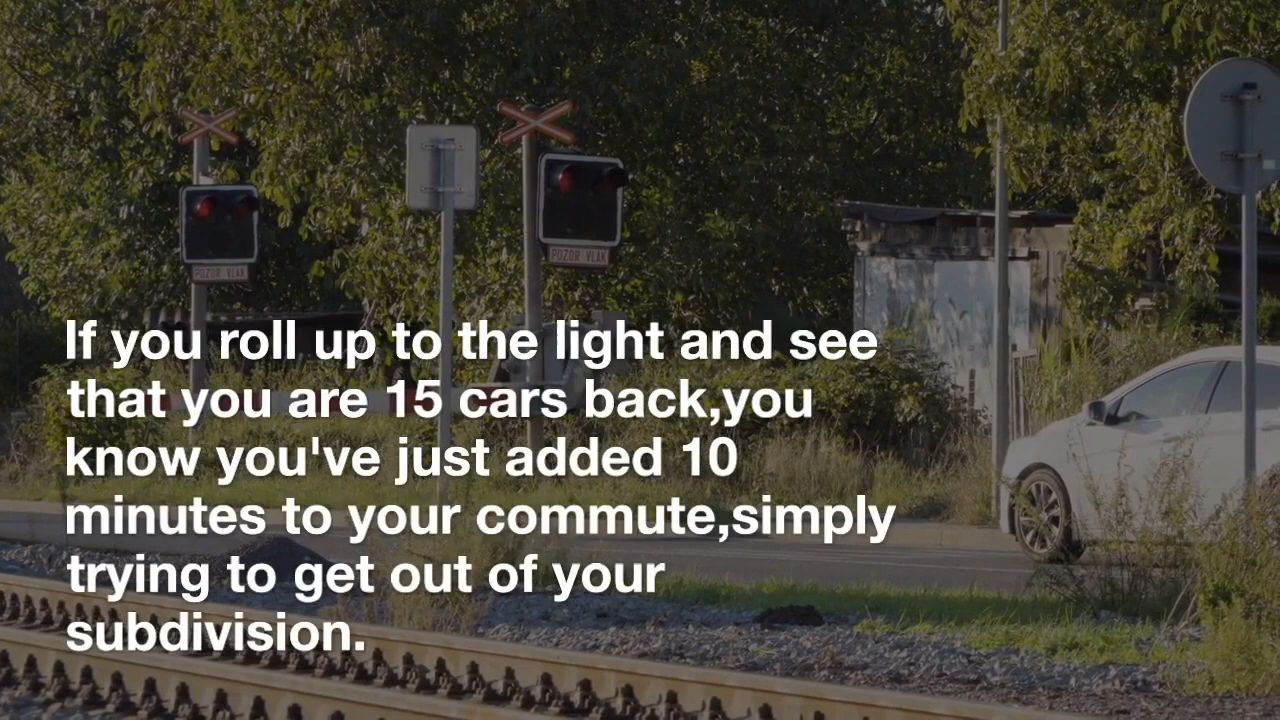 POZOR VLAK
POZOR VLAK
If you roll up to the light and see
that you are 15 cars back,you
know you've just added 10
minutes to your commute,simply
trying to get out of your
subdivision.